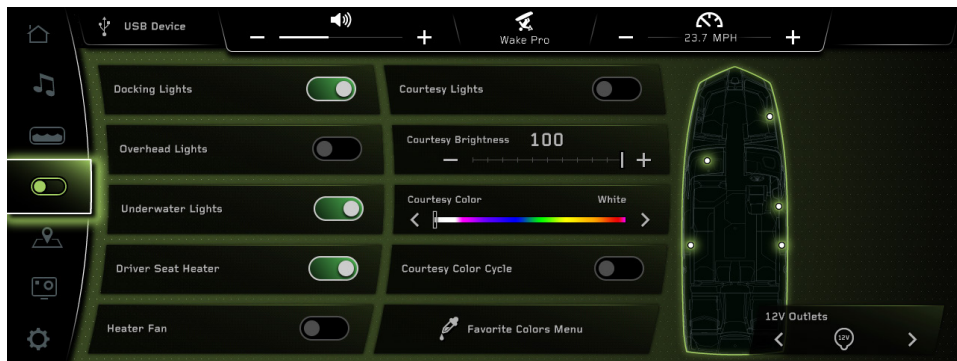 USB Device
Wake Pro
23.7 MPH
Docking Lights
Courtesy Lights
Overhead Lights
Courtesy Brightness 100
Underwater Lights
Courtesy Color White
Driver Seat Heater
Courtesy Color Cycle
Heater Fan
Favorite Colors Menu
12V Outlets
12V